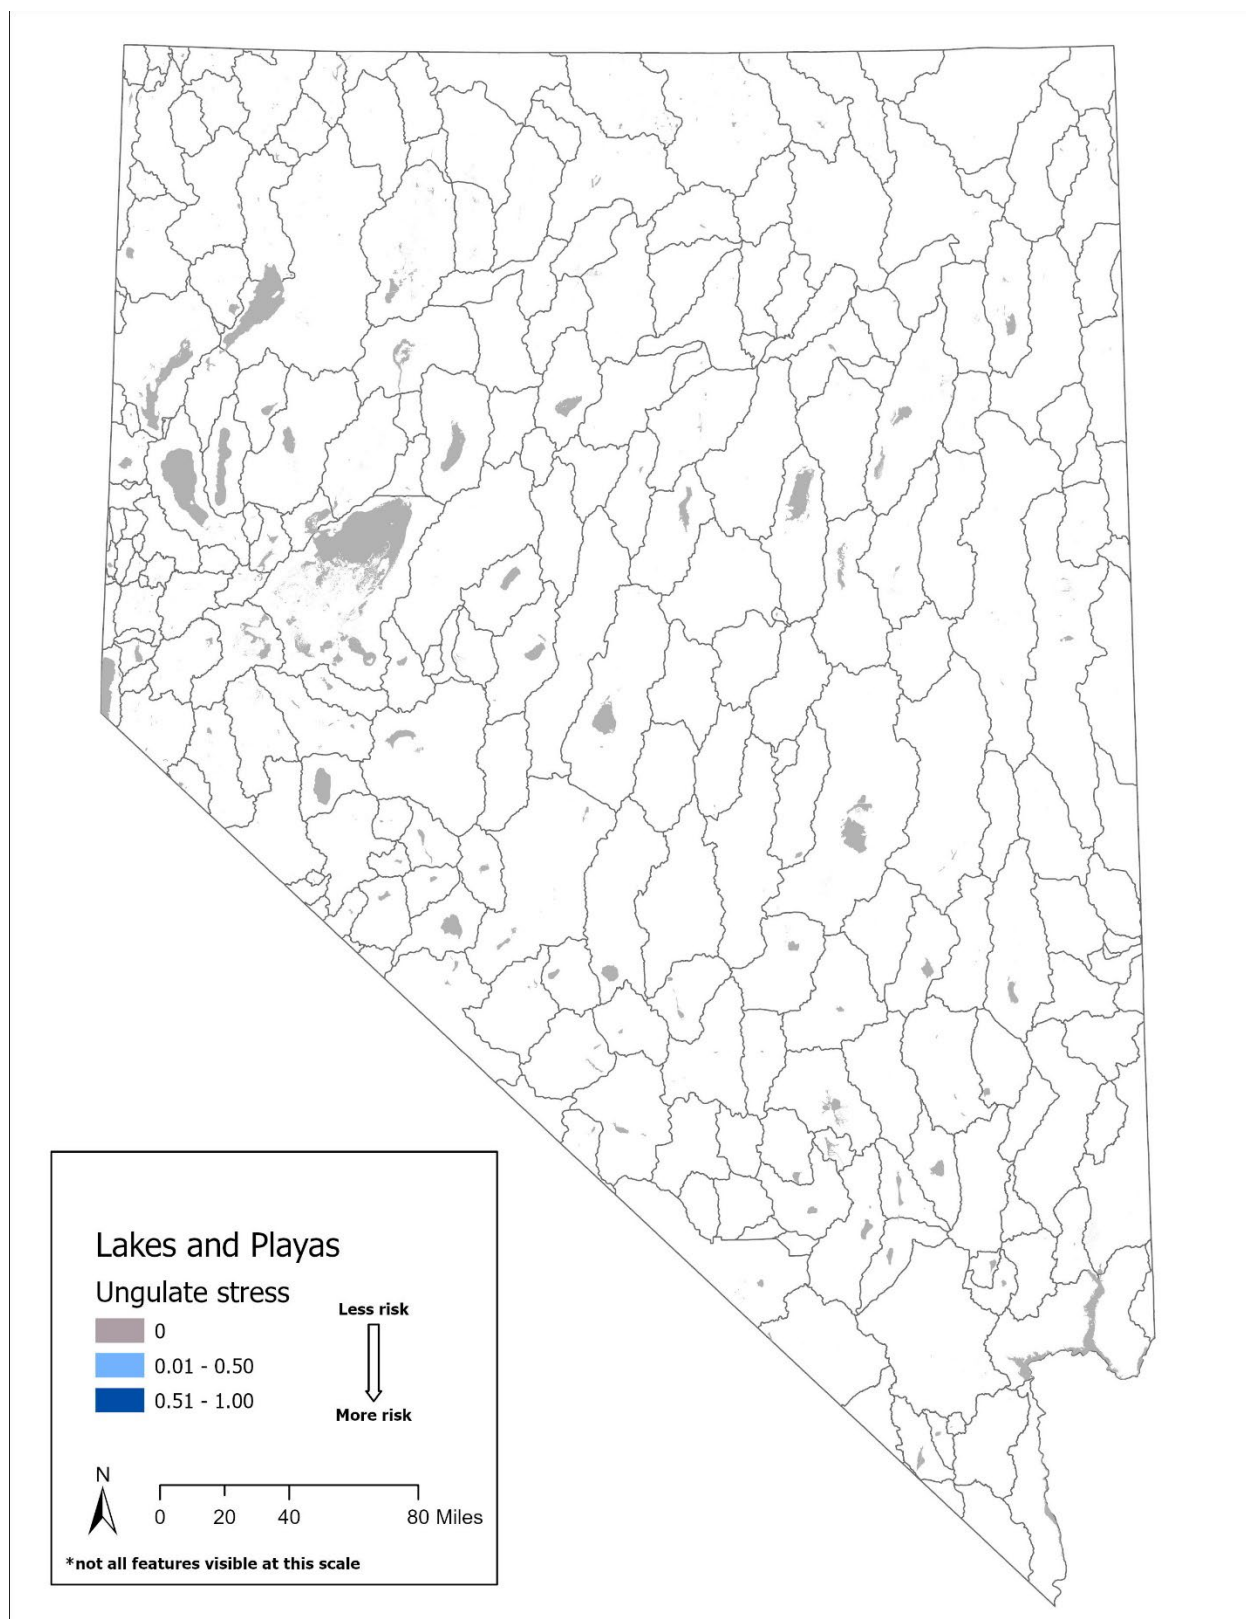 Lakes and Playas
Ungulate stress
Less risk
0
0.01 - 0.50
0.51 - 1.00
More risk
N
0 20 40 80 Miles
*not all features visible at this scale